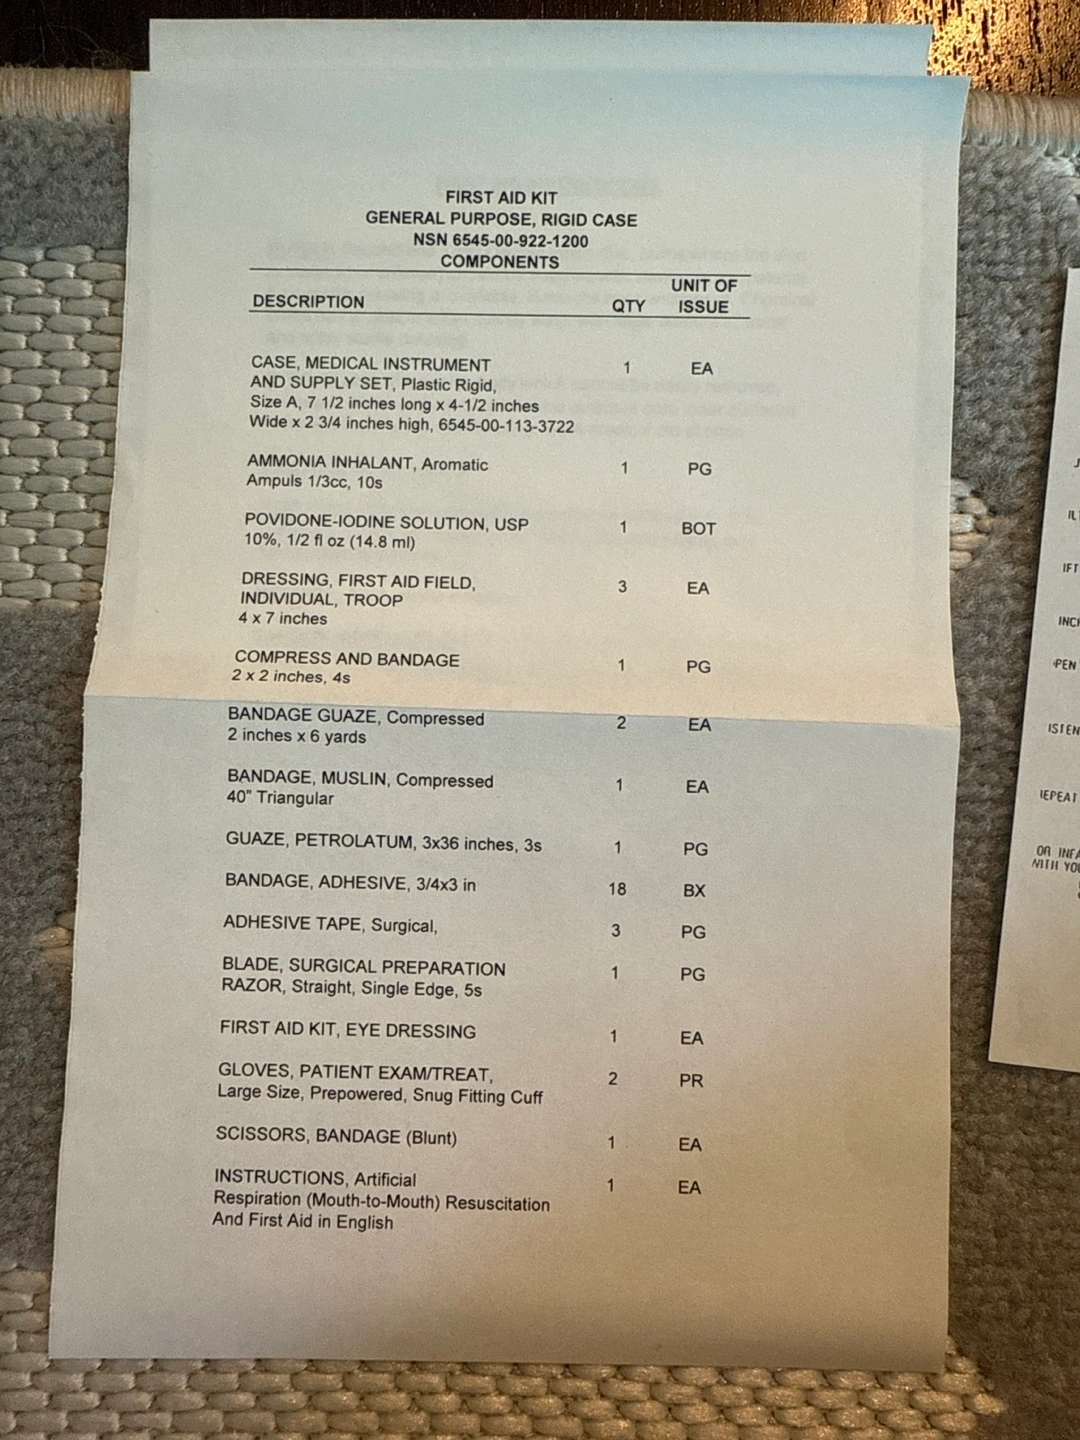 FIRST AID KIT
GENERAL PURPOSE, RIGID CASE
NSN 6545-00-922-1200
COMPONENTS
DESCRIPTION QTY UNIT OF ISSUE
CASE, MEDICAL INSTRUMENT 1 EA
AND SUPPLY SET, Plastic Rigid,
Size A, 7 1/2 inches long x 4-1/2 inches
Wide x 2 3/4 inches high, 6545-00-113-3722
AMMONIA INHALANT, Aromatic 1 PG
Ampuls 1/3cc, 10s
POVIDONE-IODINE SOLUTION, USP 1 BOT
10%, 1/2 fl oz (14.8 ml)
DRESSING, FIRST AID FIELD, 3 EA
INDIVIDUAL, TROOP
4 x 7 inches
COMPRESS AND BANDAGE 1 PG
2 x 2 inches, 4s
BANDAGE GUAZE, Compressed 2 EA
2 inches x 6 yards
BANDAGE, MUSLIN, Compressed 1 EA
40" Triangular
GUAZE, PETROLATUM, 3x36 inches, 3s 1 PG
BANDAGE, ADHESIVE, 3/4x3 in 18 BX
ADHESIVE TAPE, Surgical, 3 PG
BLADE, SURGICAL PREPARATION 1 PG
RAZOR, Straight, Single Edge, 5s
FIRST AID KIT, EYE DRESSING 1 EA
GLOVES, PATIENT EXAM/TREAT, 2 PR
Large Size, Prepowered, Snug Fitting Cuff
SCISSORS, BANDAGE (Blunt) 1 EA
INSTRUCTIONS, Artificial 1 EA
Respiration (Mouth-to-Mouth) Resuscitation
And First Aid in English